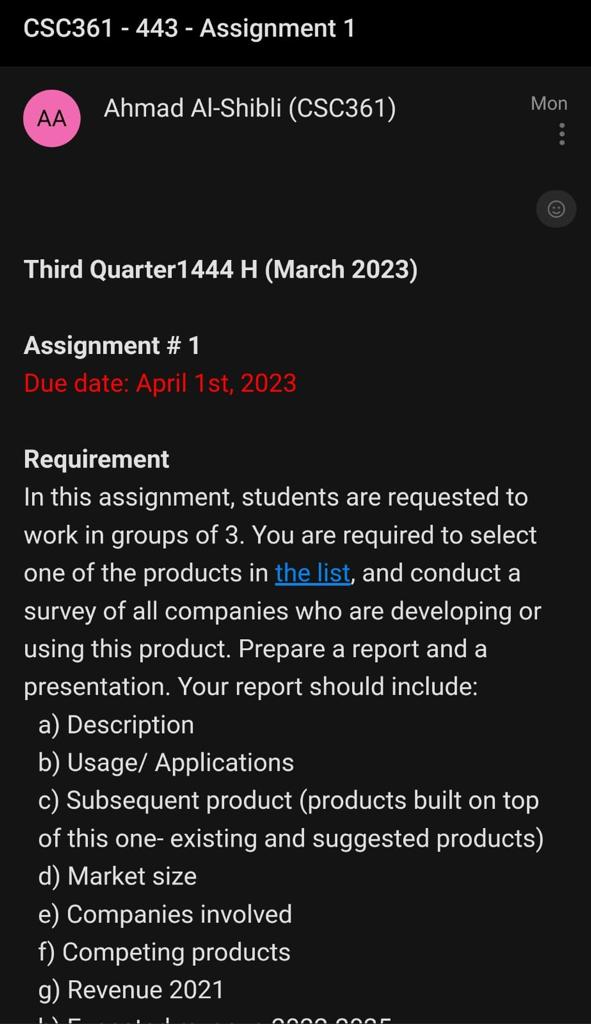 CSC361 - 443 - Assignment 1
AA
Ahmad Al-Shibli (CSC361)
Mon
Third Quarter1444 H (March 2023)
Assignment # 1
Due date: April 1st, 2023
Requirement
In this assignment, students are requested to
work in groups of 3. You are required to select
one of the products in the list, and conduct a
survey of all companies who are developing or
using this product. Prepare a report and a
presentation. Your report should include:
a) Description
b) Usage/ Applications
c) Subsequent product (products built on top
of this one- existing and suggested products)
d) Market size
e) Companies involved
f) Competing products
g) Revenue 2021